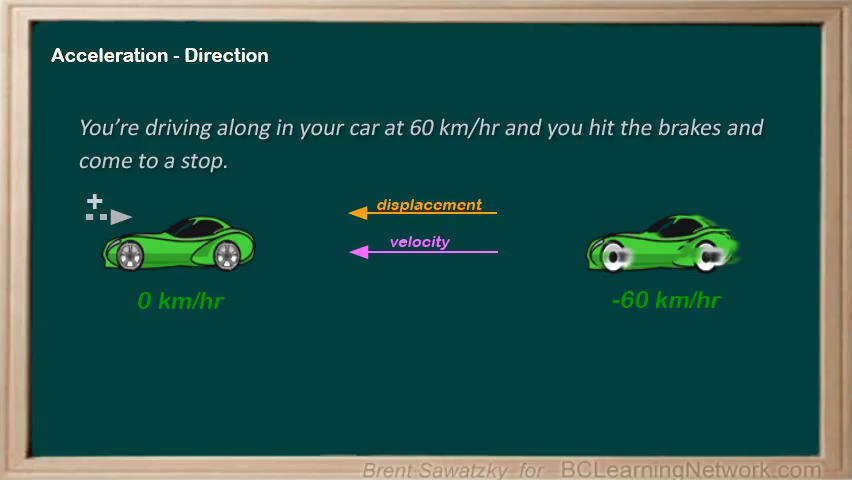 Acceleration - Direction
You're driving along in your car at 60 km/hr and you hit the brakes and
come to a stop.
+
displacement
velocity
0 km/hr
-60 km/hr
Brent Sawatzky for BCLearningNetwork.com